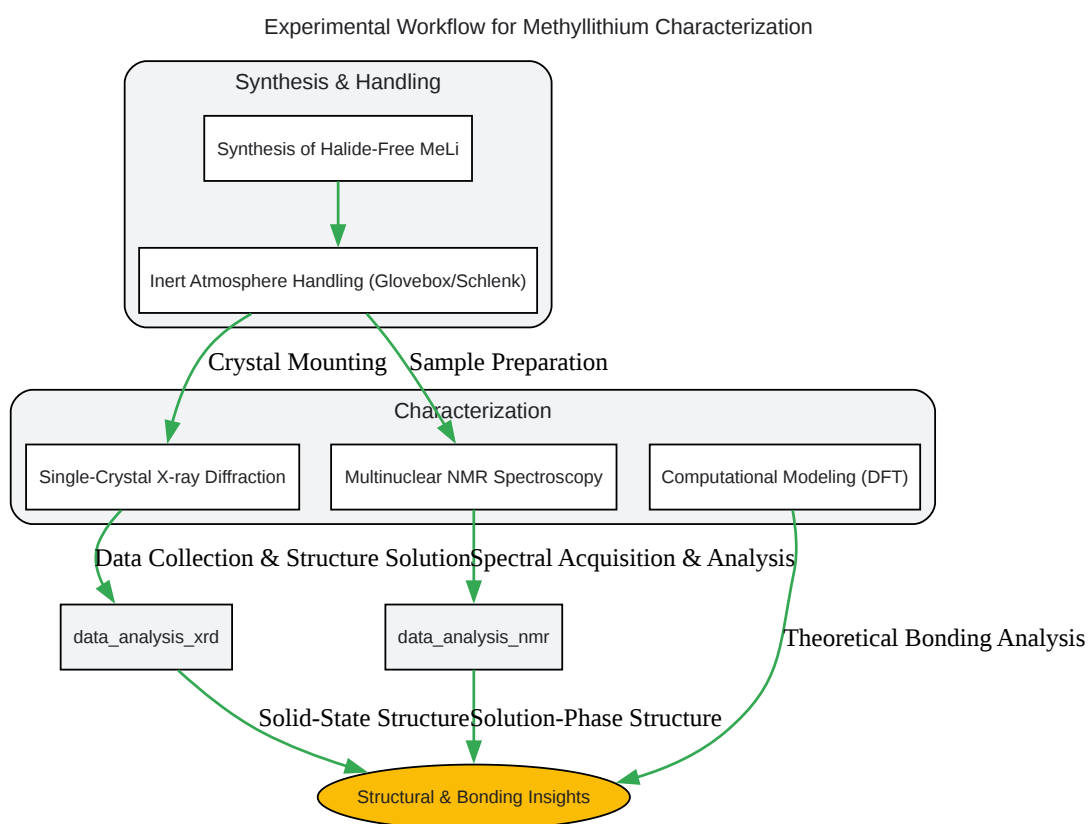 Experimental Workflow for Methyllithium Characterization
Synthesis & Handling
Synthesis of Halide-Free MeLi
Inert Atmosphere Handling (Glovebox/Schlenk)
Crystal Mounting
Sample Preparation
Characterization
Single-Crystal X-ray Diffraction
Multinuclear NMR Spectroscopy
Computational Modeling (DFT)
Data Collection & Structure Solution
Spectral Acquisition & Analysis
data_analysis_xrd
data_analysis_nmr
Theoretical Bonding Analysis
Solid-State Structure
Solution-Phase Structure
Structural & Bonding Insights